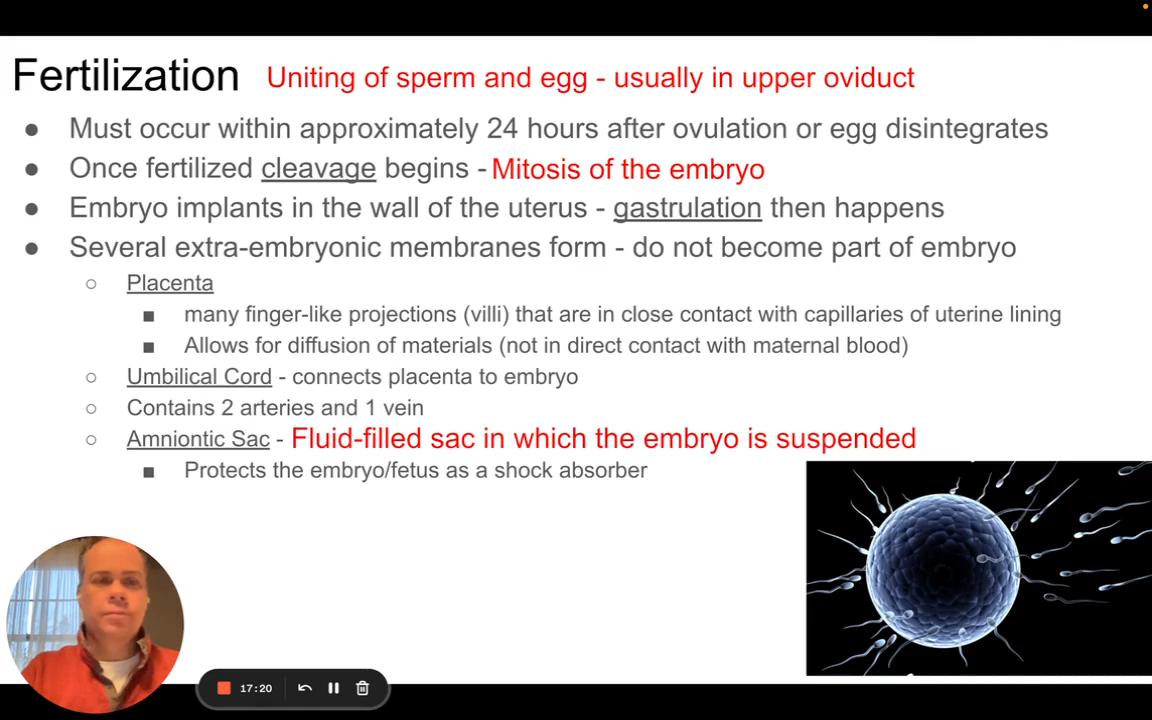 Fertilization Uniting of sperm and egg - usually in upper oviduct
● Must occur within approximately 24 hours after ovulation or egg disintegrates
● Once fertilized cleavage begins - Mitosis of the embryo
● Embryo implants in the wall of the uterus - gastrulation then happens
● Several extra-embryonic membranes form - do not become part of embryo
○ Placenta
■ many finger-like projections (villi) that are in close contact with capillaries of uterine lining
■ Allows for diffusion of materials (not in direct contact with maternal blood)
○ Umbilical Cord - connects placenta to embryo
○ Contains 2 arteries and 1 vein
○ Amniontic Sac - Fluid-filled sac in which the embryo is suspended
■ Protects the embryo/fetus as a shock absorber
17:20